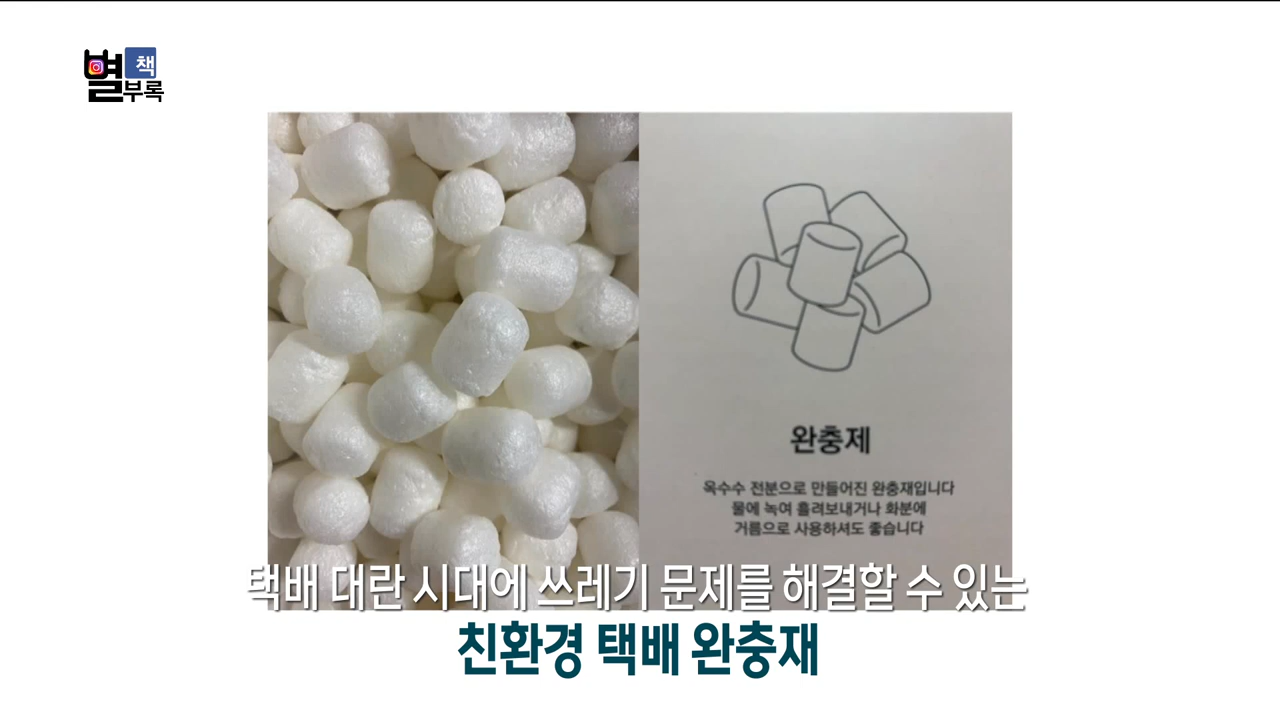 별책
부록
완충제
옥수수 전분으로 만들어진 완충재입니다
물에 녹여 흘려보내거나 화분에
거름으로 사용하셔도 좋습니다
택배 대란 시대에 쓰레기 문제를 해결할 수 있는
친환경 택배 완충재